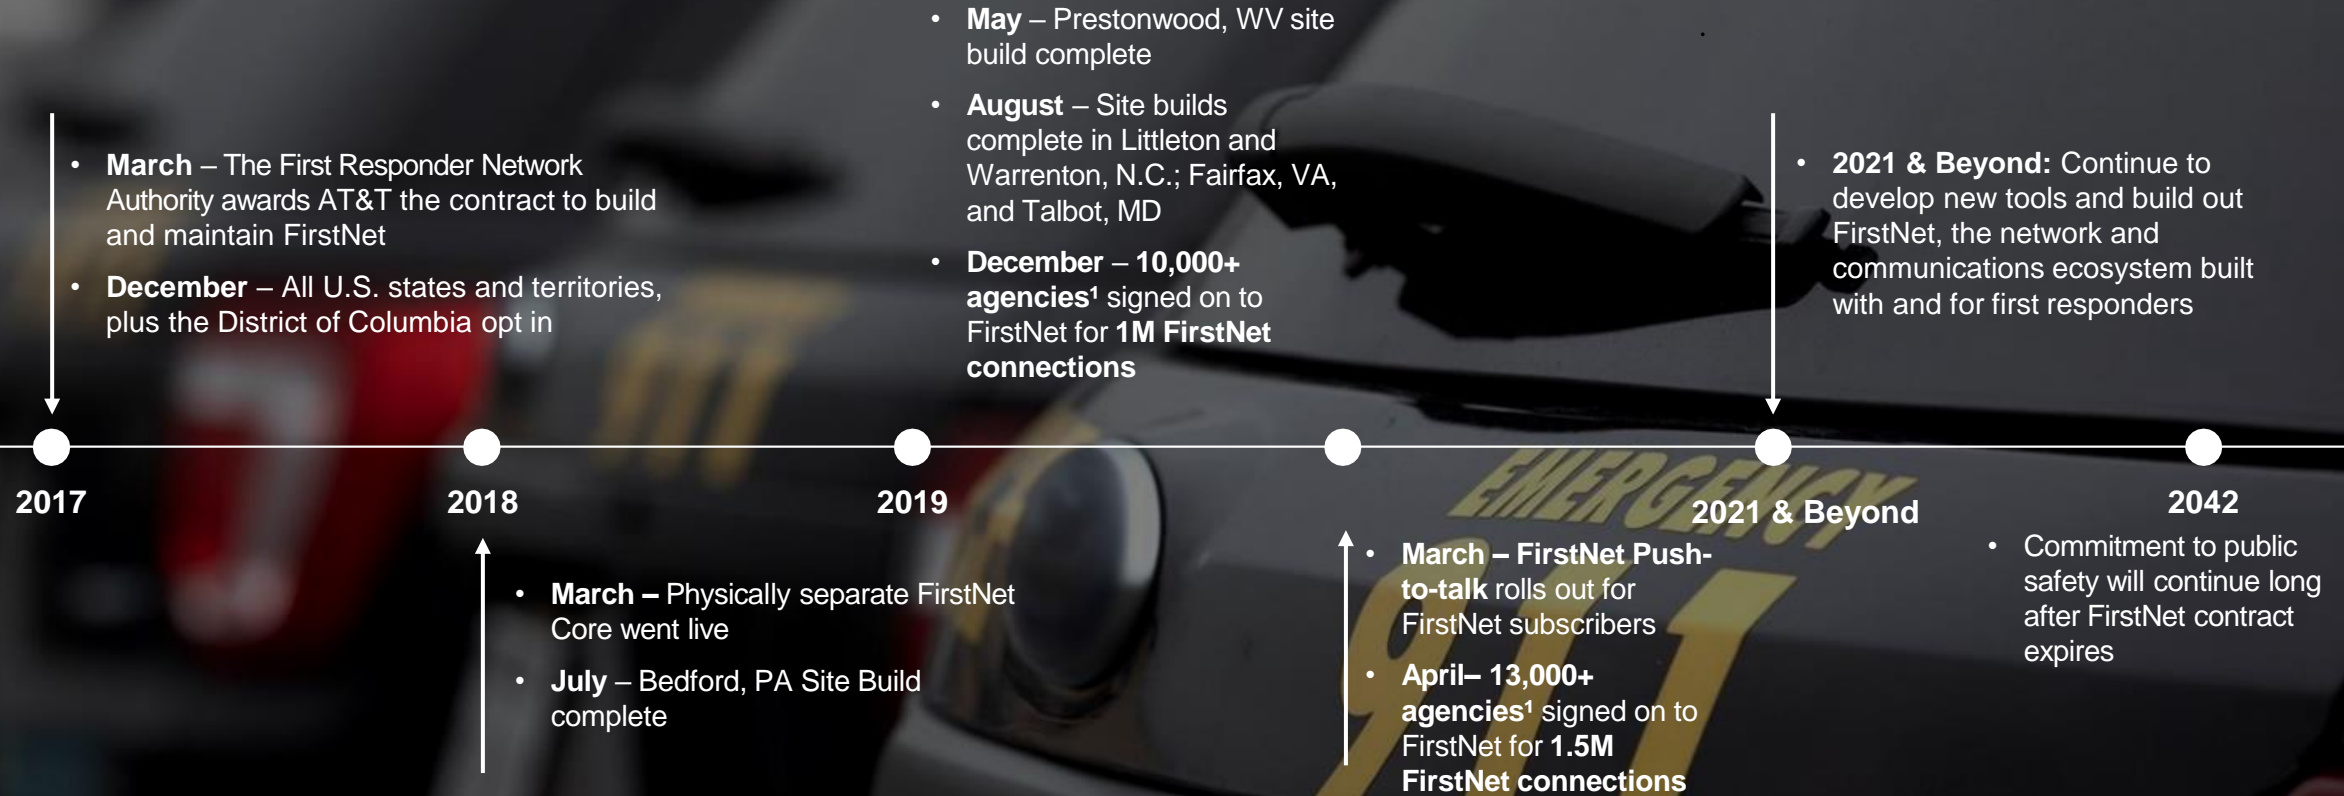 • March – The First Responder Network
Authority awards AT&T the contract to build
and maintain FirstNet
• December – All U.S. states and territories,
plus the District of Columbia opt in
• May – Prestonwood, WV site
build complete
• August – Site builds
complete in Littleton and
Warrenton, N.C.; Fairfax, VA,
and Talbot, MD
• December – 10,000+
agencies¹ signed on to
FirstNet for 1M FirstNet
connections
• 2021 & Beyond: Continue to
develop new tools and build out
FirstNet, the network and
communications ecosystem built
with and for first responders
2017
2018
2019
2021 & Beyond
2042
• March – Physically separate FirstNet
Core went live
• July – Bedford, PA Site Build
complete
• March – FirstNet Push-
to-talk rolls out for
FirstNet subscribers
• April– 13,000+
agencies¹ signed on to
FirstNet for 1.5M
FirstNet connections
• Commitment to public
safety will continue long
after FirstNet contract
expires
EMERGENCY
911